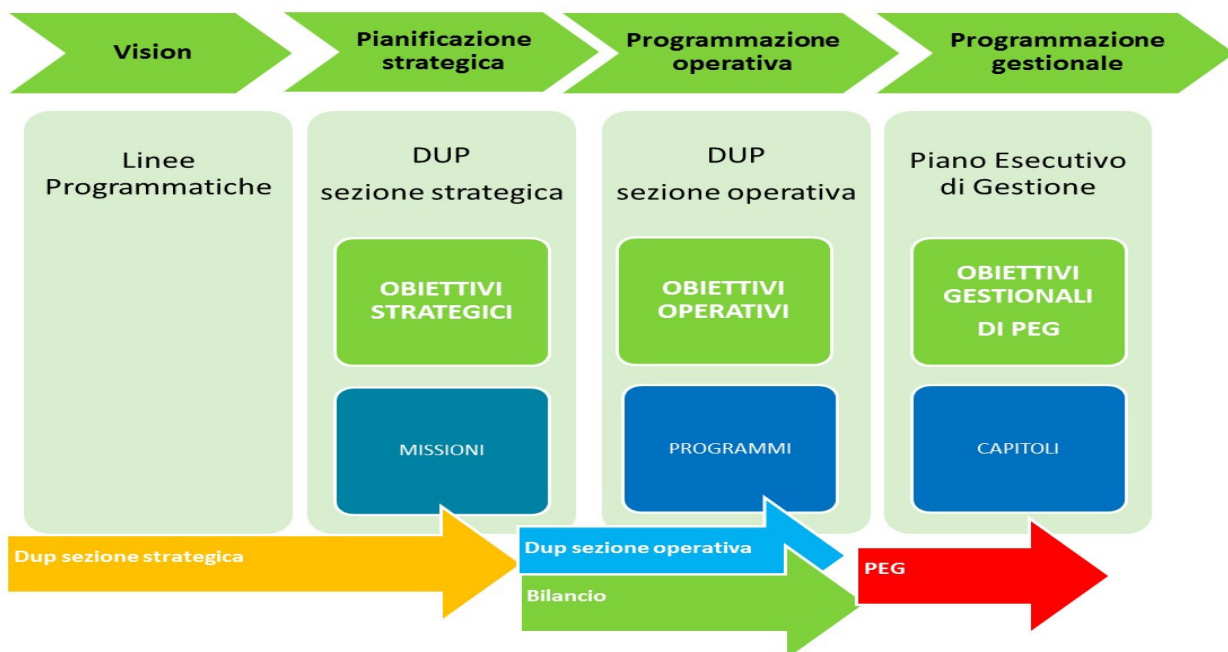 Vision
Pianificazione
strategica
Programmazione
operativa
Programmazione
gestionale
Linee
Programmatiche
DUP
sezione strategica
OBIETTIVI
STRATEGICI
MISSIONI
DUP
sezione operativa
OBIETTIVI
OPERATIVI
PROGRAMMI
Piano Esecutivo
di Gestione
OBIETTIVI
GESTIONALI
DI PEG
CAPITOLI
Dup sezione strategica
Dup sezione operativa
Bilancio
PEG